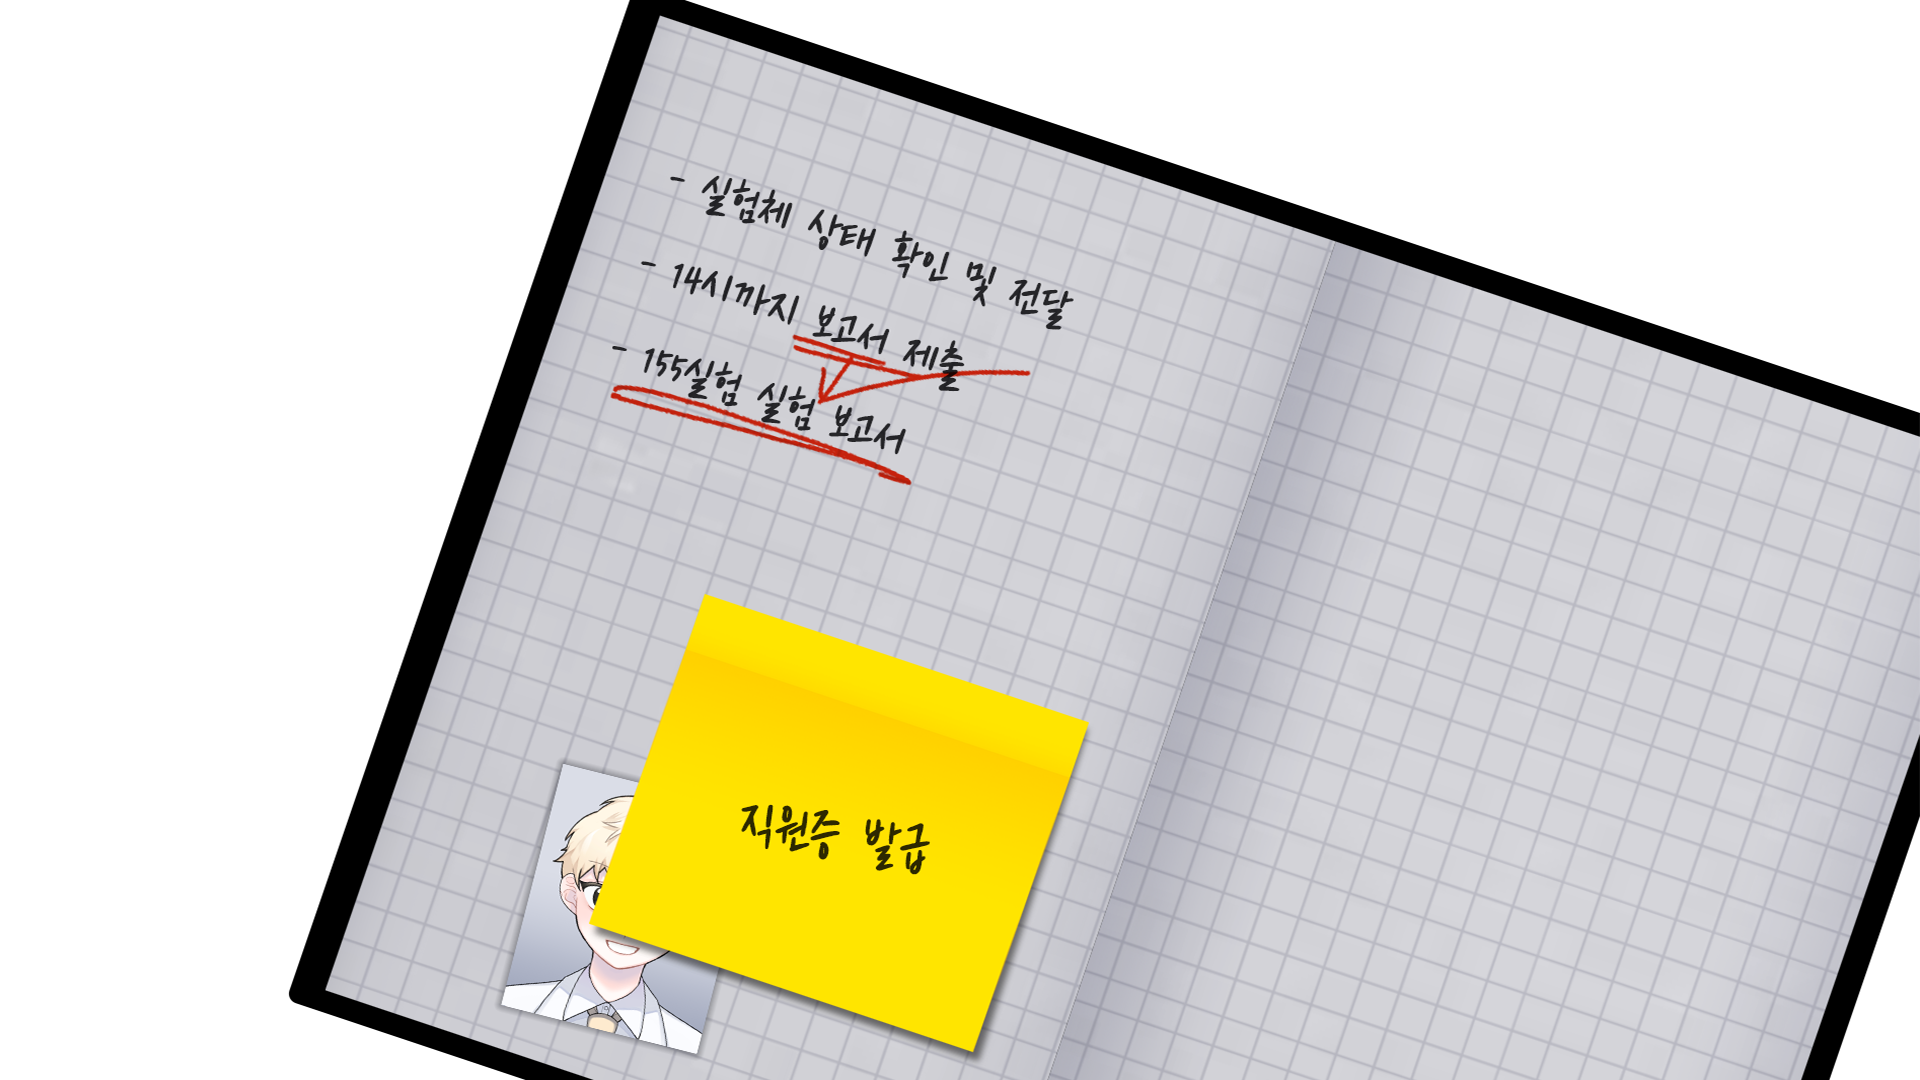 - 실험체 상태 확인 및 전달
- 14시까지 보고서 제출
- 155실험 실험 보고서
직원증 발급